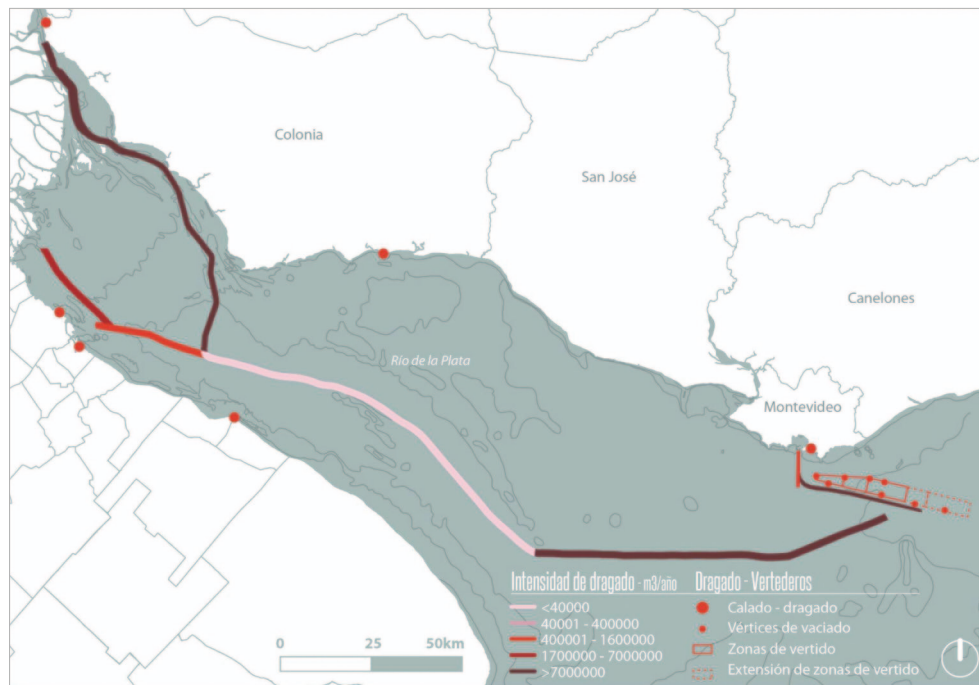 Colonia
San José
Canelones
Río de la Plata
Montevideo
Intensidad de dragado - m3/año
<40000
40001 - 400000
400001 - 1600000
1700000 - 7000000
>7000000
Dragado - Vertederos
Calado - dragado
Vértices de vaciado
Zonas de vertido
Extensión de zonas de vertido
0 25 50km